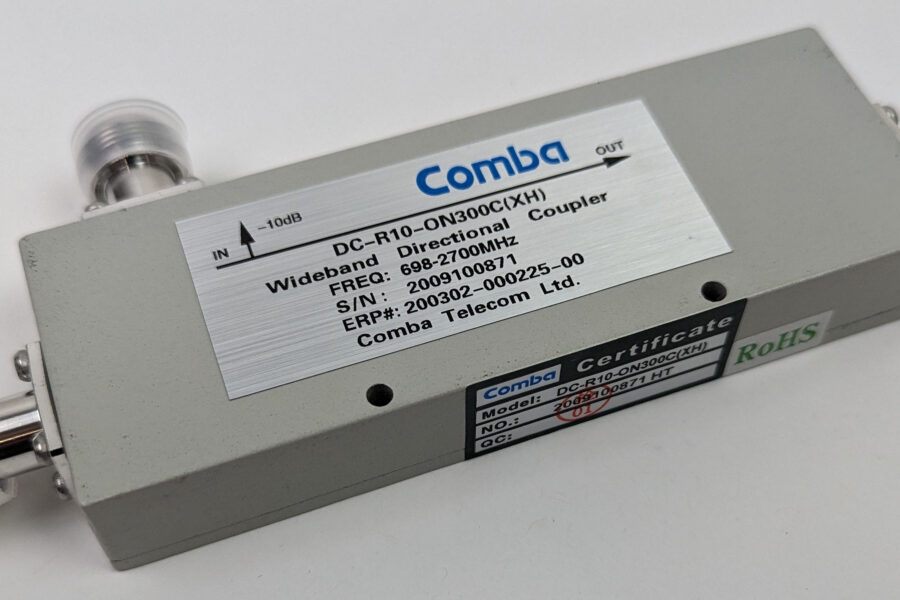 Comba
IN
-10dB
OUT
DC-R10-ON300C(XH)
Wideband Directional Coupler
FREQ: 698-2700MHz
S/N: 2009100871
ERP#: 200302-000225-00
Comba Telecom Ltd.
Comba Certificate
Model: DC-R10-ON300C(XH)
NO.: 2009100871 HT
QC: 01
RoHS